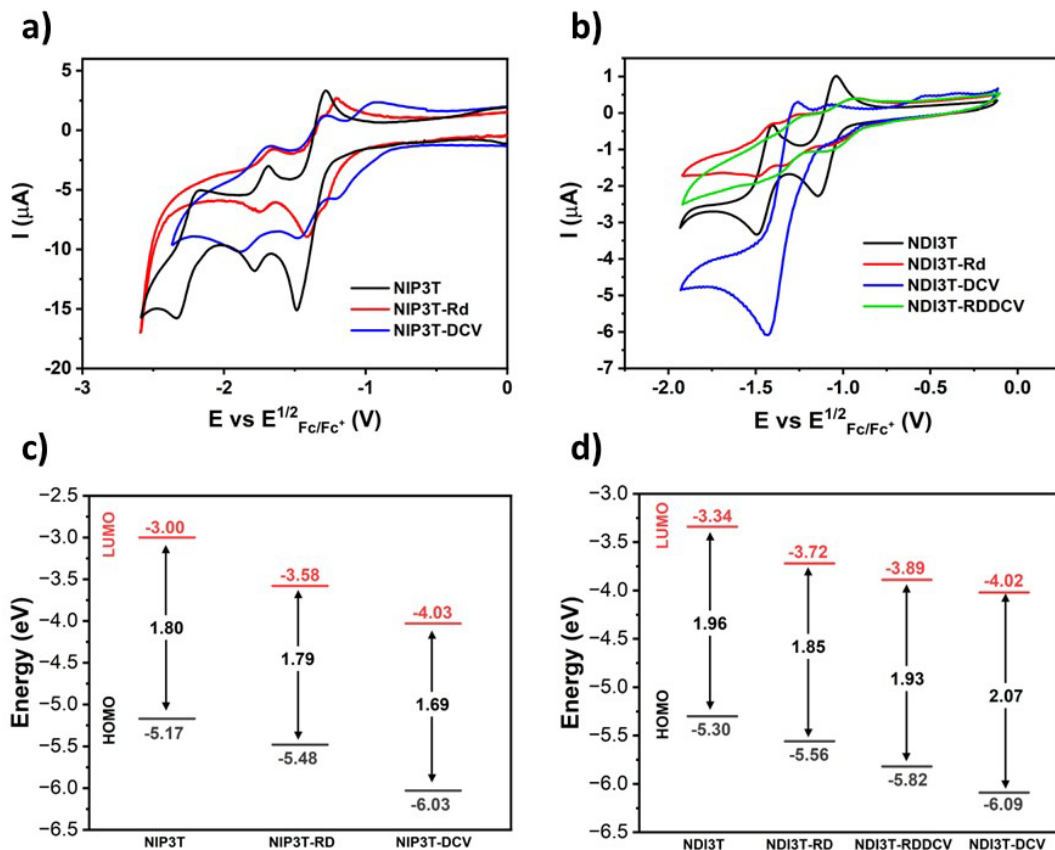 a)
5
0
-5
-10
-15
-20
I (μA)
NIP3T
NIP3T-Rd
NIP3T-DCV
-3
-2
-1
0
E vs E1/2 Fc/Fc+ (V)
b)
1
0
-1
-2
-3
-4
-5
-6
-7
I (μA)
NDI3T
NDI3T-Rd
NDI3T-DCV
NDI3T-RDDCV
-2.0
-1.5
-1.0
-0.5
0.0
E vs E1/2 Fc/Fc+ (V)
c)
−2.5
−3.0
−3.5
−4.0
−4.5
−5.0
−5.5
−6.0
−6.5
Energy (eV)
LUMO
HOMO
-3.00
1.80
-5.17
-3.58
1.79
-5.48
-4.03
1.69
-6.03
NIP3T
NIP3T-RD
NIP3T-DCV
d)
−3.0
−3.5
−4.0
−4.5
−5.0
−5.5
−6.0
−6.5
Energy (eV)
LUMO
HOMO
-3.34
1.96
-5.30
-3.72
1.85
-5.56
-3.89
1.93
-5.82
-4.02
2.07
-6.09
NDI3T
NDI3T-RD
NDI3T-RDDCV
NDI3T-DCV